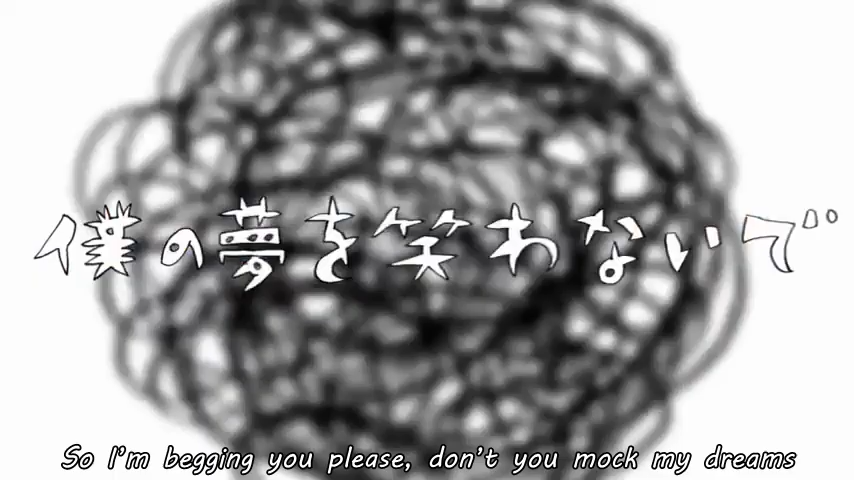 僕の夢を笑わないで
So I'm begging you please, don't you mock my dreams